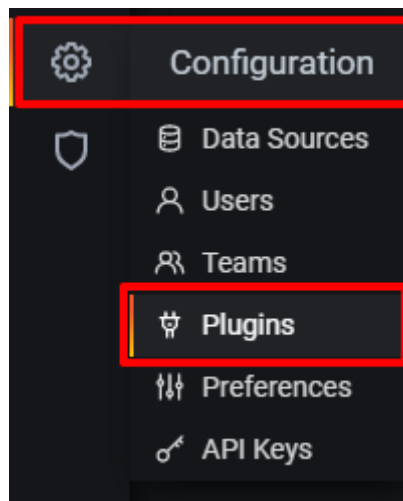 Configuration
Data Sources
Users
Teams
Plugins
Preferences
API Keys